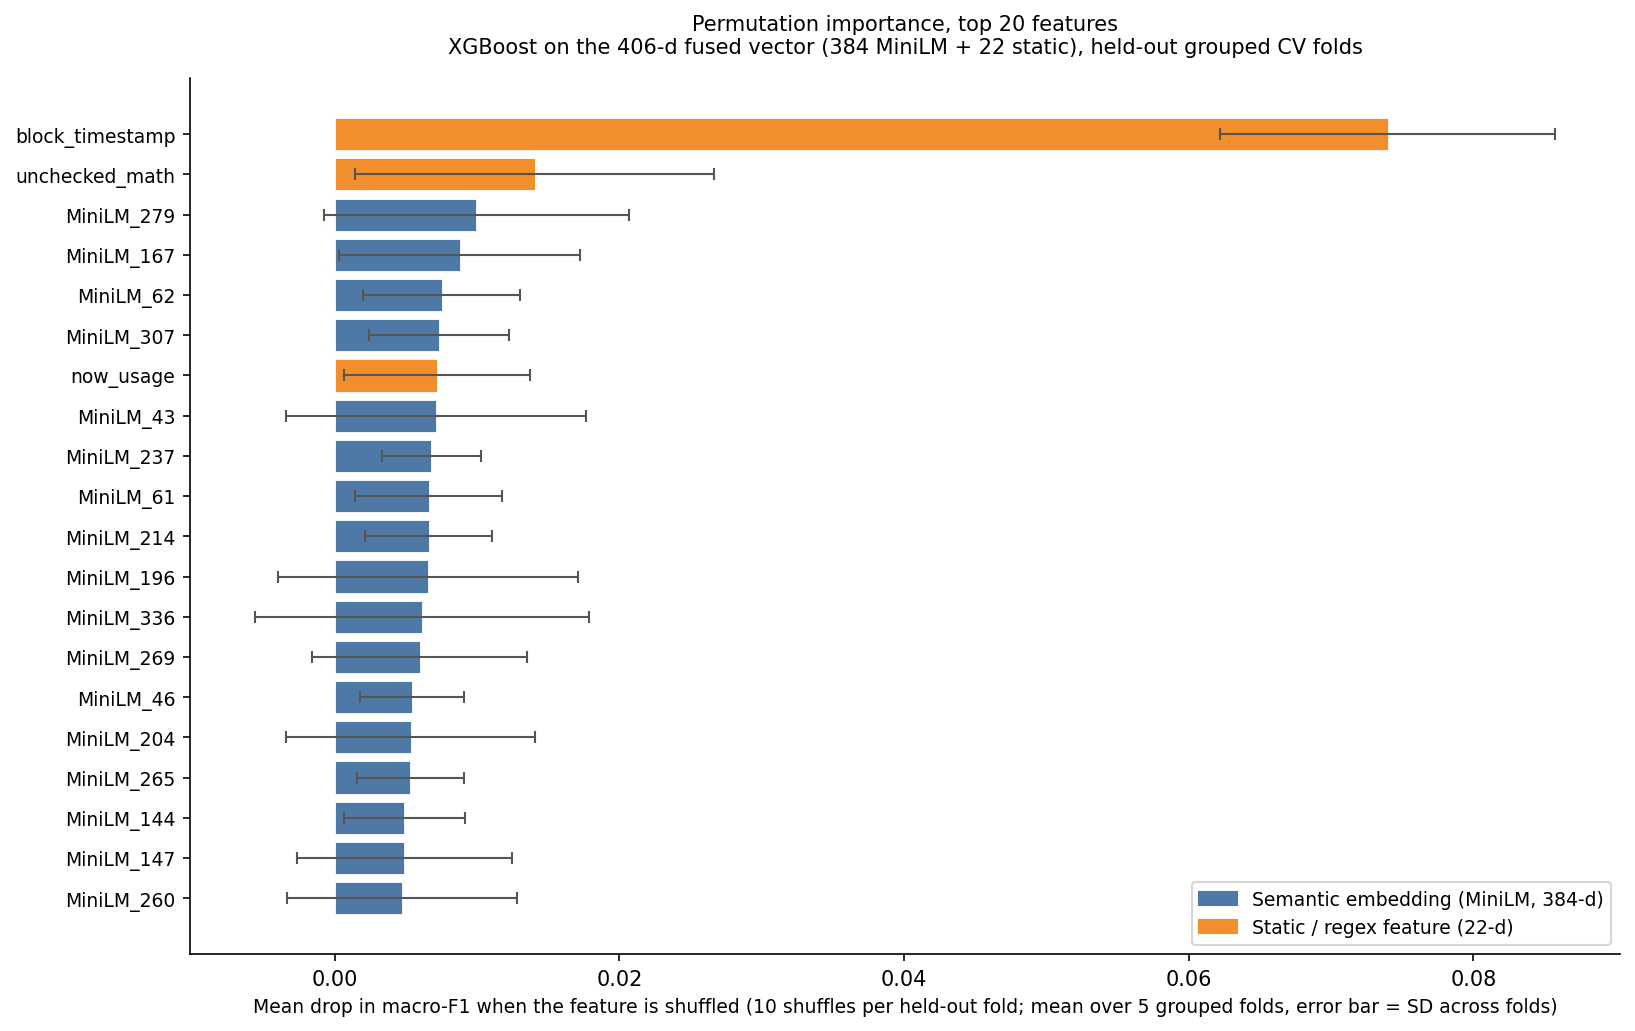 Permutation importance, top 20 features
XGBoost on the 406-d fused vector (384 MiniLM + 22 static), held-out grouped CV folds
block_timestamp
unchecked_math
MiniLM_279
MiniLM_167
MiniLM_62
MiniLM_307
now_usage
MiniLM_43
MiniLM_237
MiniLM_61
MiniLM_214
MiniLM_196
MiniLM_336
MiniLM_269
MiniLM_46
MiniLM_204
MiniLM_265
MiniLM_144
MiniLM_147
MiniLM_260
Semantic embedding (MiniLM, 384-d)
Static / regex feature (22-d)
0.00 0.02 0.04 0.06 0.08
Mean drop in macro-F1 when the feature is shuffled (10 shuffles per held-out fold; mean over 5 grouped folds, error bar = SD across folds)